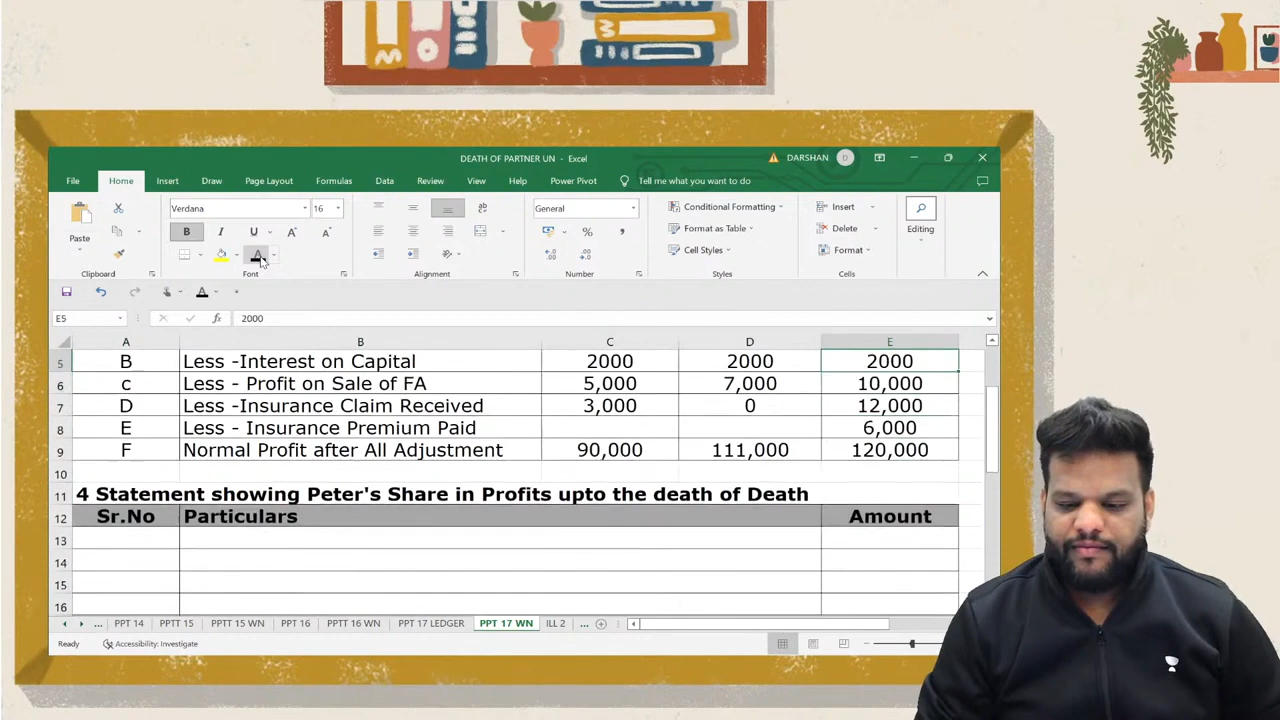 DEATH OF PARTNER UN - Excel
DARSHAN D
File Home Insert Draw Page Layout Formulas Data Review View Help Power Pivot Tell me what you want to do
Paste
Verdana 16
B I U A A
A
General
%
Conditional Formatting
Format as Table
Cell Styles
Insert
Delete
Format
Editing
Clipboard Font Alignment Number Styles Cells
E5 fx 2000
A B C D E
5 B Less -Interest on Capital 2000 2000 2000
6 c Less - Profit on Sale of FA 5,000 7,000 10,000
7 D Less -Insurance Claim Received 3,000 0 12,000
8 E Less - Insurance Premium Paid 6,000
9 F Normal Profit after All Adjustment 90,000 111,000 120,000
10
11 4 Statement showing Peter's Share in Profits upto the death of Death
12 Sr.No Particulars Amount
13
14
15
16
... PPT 14 PPTT 15 PPTT 15 WN PPT 16 PPTT 16 WN PPT 17 LEDGER PPT 17 WN ILL 2 ...
Ready Accessibility: Investigate